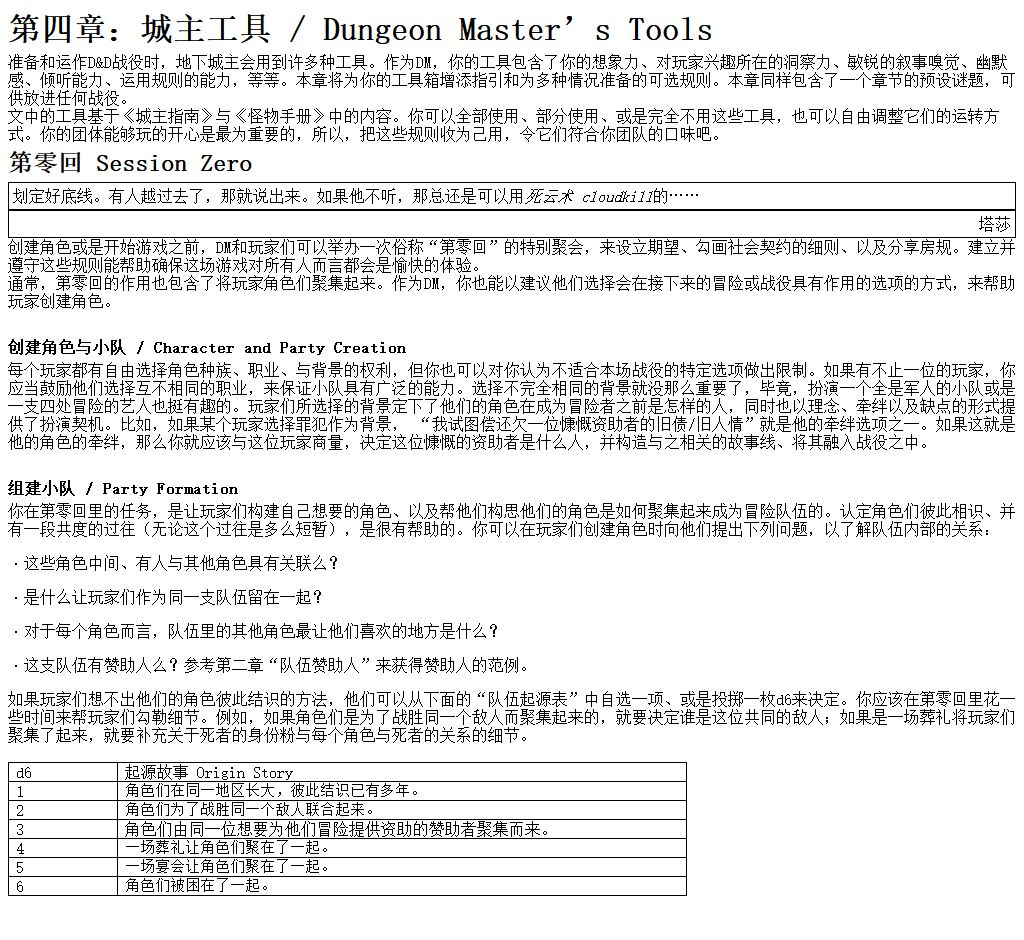 第四章：城主工具 / Dungeon Master’s Tools
准备和运作D&D战役时，地下城主会用到许多种工具。作为DM，你的工具包含了你的想象力、对玩家兴趣所在的洞察力、敏锐的叙事嗅觉、幽默
感、倾听能力、运用规则的能力，等等。本章将为你的工具箱增添指引和为多种情况准备的可选规则。本章同样包含了一个章节的预设谜题，可
供放进任何战役。
文中的工具基于《城主指南》与《怪物手册》中的内容。你可以全部使用、部分使用、或是完全不用这些工具，也可以自由调整它们的运转方
式。你的团体能够玩的开心是最为重要的，所以，把这些规则收为己用，令它们符合你团队的口味吧。
第零回 Session Zero
划定好底线。有人越过去了，那就说出来。如果他不听，那总还是可以用死云术 cloudkill的……
塔莎
创建角色或是开始游戏之前，DM和玩家们可以举办一次俗称“第零回”的特别聚会，来设立期望、勾画社会契约的细则、以及分享房规。建立并
遵守这些规则能帮助确保这场游戏对所有人而言都会是愉快的体验。
通常，第零回的作用也包含了将玩家角色们聚集起来。作为DM，你也能以建议他们选择会在接下来的冒险或战役具有作用的选项的方式，来帮助
玩家创建角色。
创建角色与小队 / Character and Party Creation
每个玩家都有自由选择角色种族、职业、与背景的权利，但你也可以对你认为不适合本场战役的特定选项做出限制。如果有不止一位的玩家，你
应当鼓励他们选择互不相同的职业，来保证小队具有广泛的能力。选择不完全相同的背景就没那么重要了，毕竟，扮演一个全是军人的小队或是
一支四处冒险的艺人也挺有趣的。玩家们所选择的背景定下了他们的角色在成为冒险者之前是怎样的人，同时也以理念、牵绊以及缺点的形式提
供了扮演契机。比如，如果某个玩家选择罪犯作为背景， “我试图偿还欠一位慷慨资助者的旧债/旧人情”就是他的牵绊选项之一。如果这就是
他的角色的牵绊，那么你就应该与这位玩家商量，决定这位慷慨的资助者是什么人，并构造与之相关的故事线、将其融入战役之中。
组建小队 / Party Formation
你在第零回里的任务，是让玩家们构建自己想要的角色、以及帮他们构思他们的角色是如何聚集起来成为冒险队伍的。认定角色们彼此相识、并
有一段共度的过往（无论这个过往是多么短暂），是很有帮助的。你可以在玩家们创建角色时向他们提出下列问题，以了解队伍内部的关系：
·这些角色中间、有人与其他角色具有关联么？
·是什么让玩家们作为同一支队伍留在一起？
·对于每个角色而言，队伍里的其他角色最让他们喜欢的地方是什么？
·这支队伍有赞助人么？参考第二章“队伍赞助人”来获得赞助人的范例。
如果玩家们想不出他们的角色彼此结识的方法，他们可以从下面的“队伍起源表”中自选一项、或是投掷一枚d6来决定。你应该在第零回里花一
些时间来帮玩家们勾勒细节。例如，如果角色们是为了战胜同一个敌人而聚集起来的，就要决定谁是这位共同的敌人；如果是一场葬礼将玩家们
聚集了起来，就要补充关于死者的身份粉与每个角色与死者的关系的细节。
d6 起源故事 Origin Story
1 角色们在同一地区长大，彼此结识已有多年。
2 角色们为了战胜同一个敌人联合起来。
3 角色们由同一位想要为他们冒险提供资助的赞助者聚集而来。
4 一场葬礼让角色们聚在了一起。
5 一场宴会让角色们聚在了一起。
6 角色们被困在了一起。